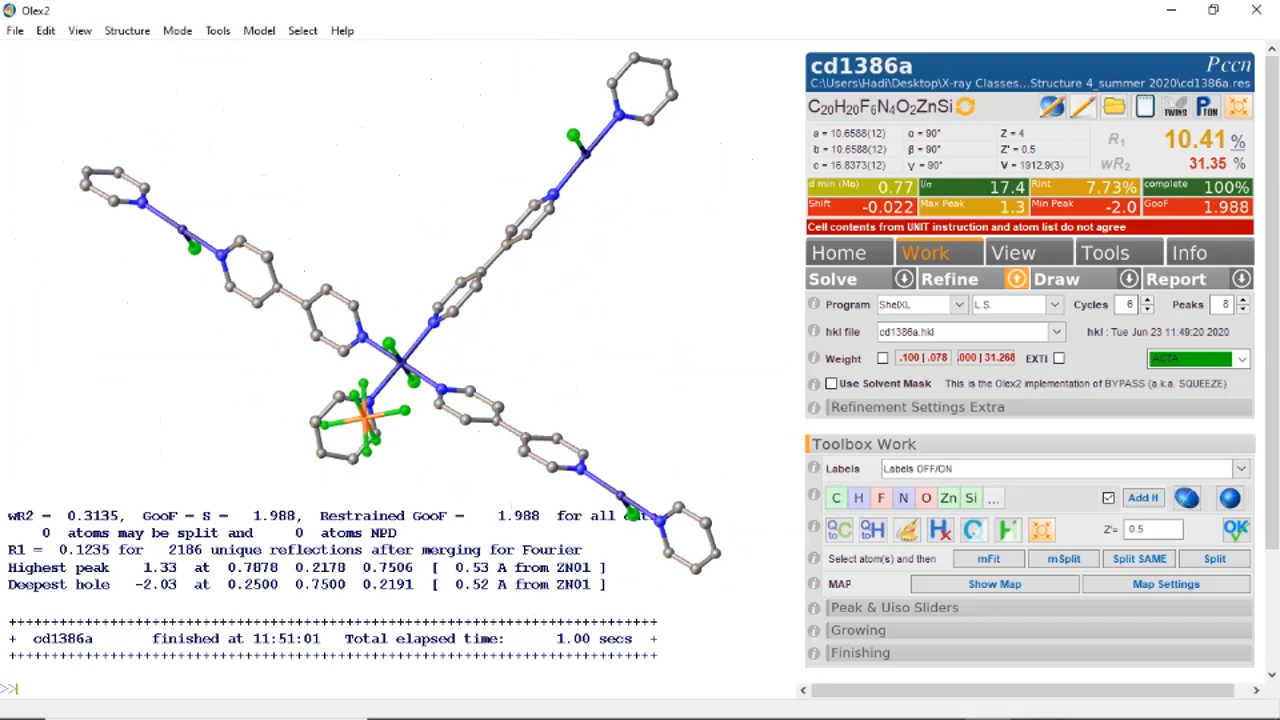 Olex2
File Edit View Structure Mode Tools Model Select Help
cd1386a
Pccn
C:\Users\Hadi\Desktop\X-ray Classes...Structure 4_summer 2020\cd1386a.res
C20H20F6N4O2ZnSi
TWINS
PLTON
a = 10.6588(12) α = 90° Z = 4
b = 10.6588(12) β = 90° Z' = 0.5
c = 16.8373(12) γ = 90° V = 1912.9(3)
R1 10.41 %
wR2 31.35 %
d min (Mo) 0.77 I/σ 17.4 Rint 7.73% complete 100%
Shift -0.022 Max Peak 1.3 Min Peak -2.0 GooF 1.988
Cell contents from UNIT instruction and atom list do not agree
Home Work View Tools Info
Solve Refine Draw Report
Program ShelXL L.S. Cycles 6 Peaks 8
hkl file cd1386a.hkl hkl : Tue Jun 23 11:49:20 2020
Weight .100 | .078 .000 | 31.268 EXTI ACTA
Use Solvent Mask This is the Olex2 implementation of BYPASS (a.k.a. SQUEEZE)
Refinement Settings Extra
Toolbox Work
Labels Labels OFF/ON
C H F N O Zn Si ... Add H
Z'= 0.5 OK
Select atom(s) and then mFit mSplit Split SAME Split
MAP Show Map Map Settings
Peak & Uiso Sliders
Growing
Finishing
wR2 = 0.3135, GooF = S = 1.988, Restrained GooF = 1.988 for all data
0 atoms may be split and 0 atoms NPD
R1 = 0.1235 for 2186 unique reflections after merging for Fourier
Highest peak 1.33 at 0.7878 0.2178 0.7506 [ 0.53 A from ZN01 ]
Deepest hole -2.03 at 0.2500 0.7500 0.2191 [ 0.52 A from ZN01 ]
+ cd1386a finished at 11:51:01 Total elapsed time: 1.00 secs +
>>